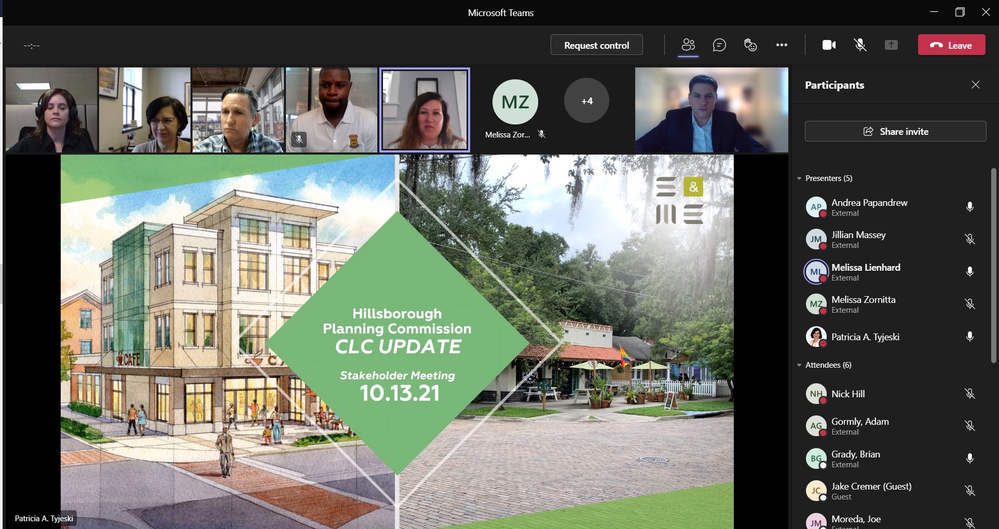 Microsoft Teams
--:--
Request control
Leave
MZ
Melissa Zor...
+4
Participants
Share invite
Presenters (5)
AP
Andrea Papandrew
External
JM
Jillian Massey
External
ML
Melissa Lienhard
External
MZ
Melissa Zornitta
External
Patricia A. Tyjeski
Attendees (6)
NH
Nick Hill
AG
Gormly, Adam
External
BG
Grady, Brian
External
JC
Jake Cremer (Guest)
Guest
JM
Moreda, Joe
External
&
CAFE
CA
Hillsborough
Planning Commission
CLC UPDATE
Stakeholder Meeting
10.13.21
Patricia A. Tyjeski